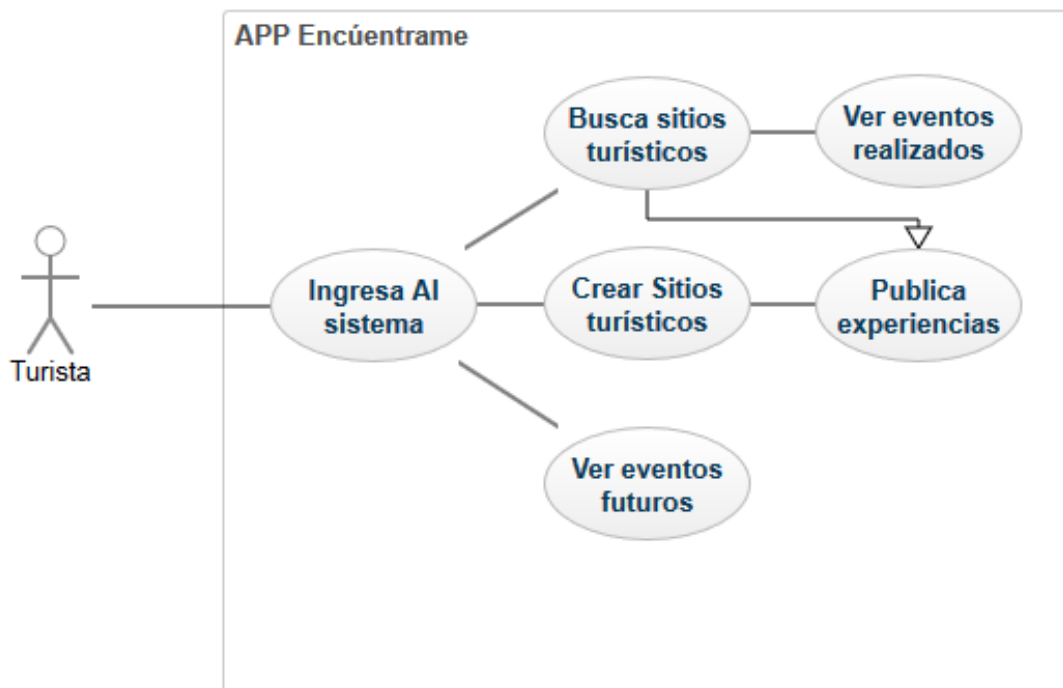 APP Encúentrame
Busca sitios
turísticos
Ver eventos
realizados
Ingresa Al
sistema
Crear Sitios
turísticos
Publica
experiencias
Turista
Ver eventos
futuros